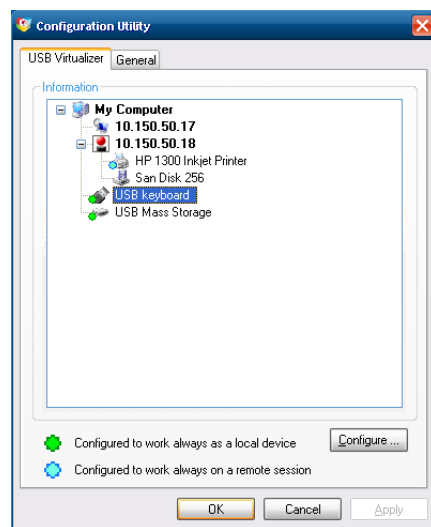 Configuration Utility
USB Virtualizer General
Information
My Computer
10.150.50.17
10.150.50.18
HP 1300 Inkjet Printer
San Disk 256
USB keyboard
USB Mass Storage
Configured to work always as a local device
Configure ...
Configured to work always on a remote session
OK Cancel Apply